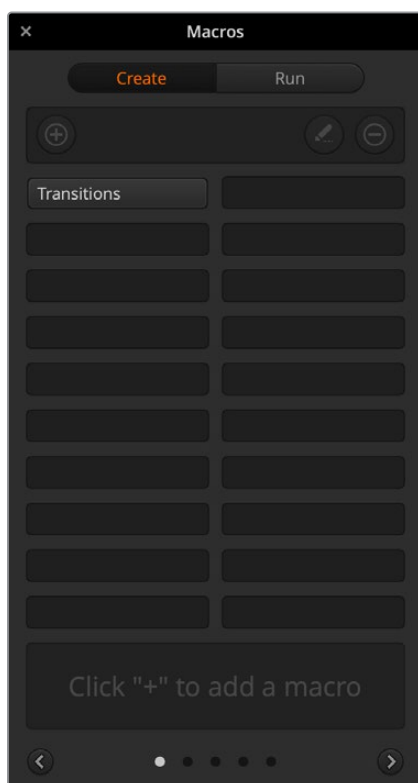 Macros
Create
Run
Transitions
Click "+" to add a macro